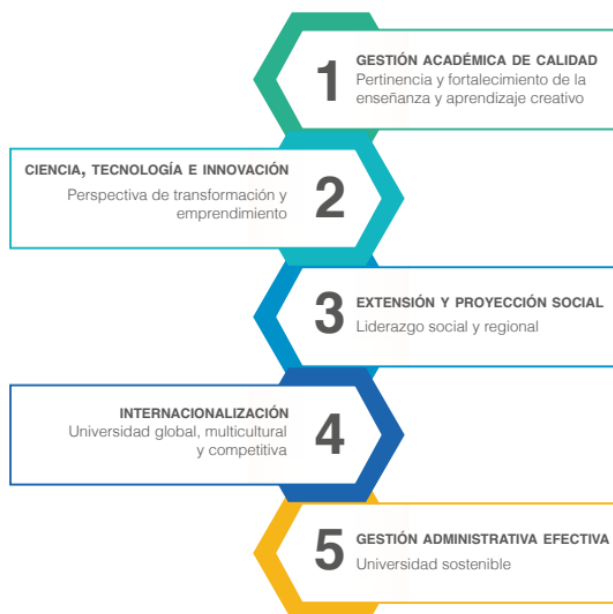 1
GESTIÓN ACADÉMICA DE CALIDAD
Pertinencia y fortalecimiento de la
enseñanza y aprendizaje creativo
CIENCIA, TECNOLOGÍA E INNOVACIÓN
Perspectiva de transformación y
emprendimiento
2
3
EXTENSIÓN Y PROYECCIÓN SOCIAL
Liderazgo social y regional
INTERNACIONALIZACIÓN
Universidad global, multicultural
y competitiva
4
5
GESTIÓN ADMINISTRATIVA EFECTIVA
Universidad sostenible